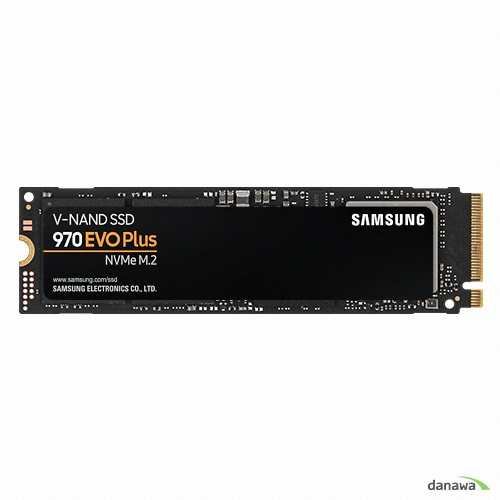 V-NAND SSD
970 EVO Plus
NVMe M.2
www.samsung.com/ssd
SAMSUNG ELECTRONICS CO., LTD.
SAMSUNG
danawa